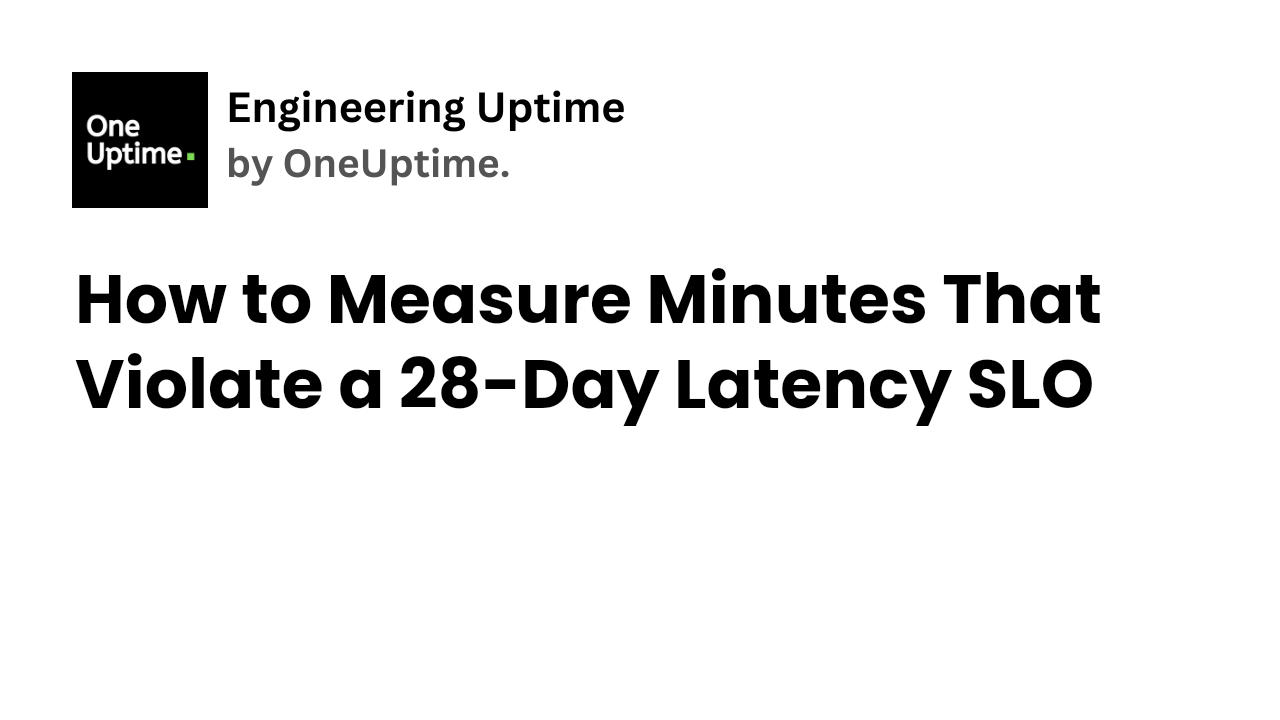 One
Uptime
Engineering Uptime
by OneUptime.
How to Measure Minutes That
Violate a 28-Day Latency SLO